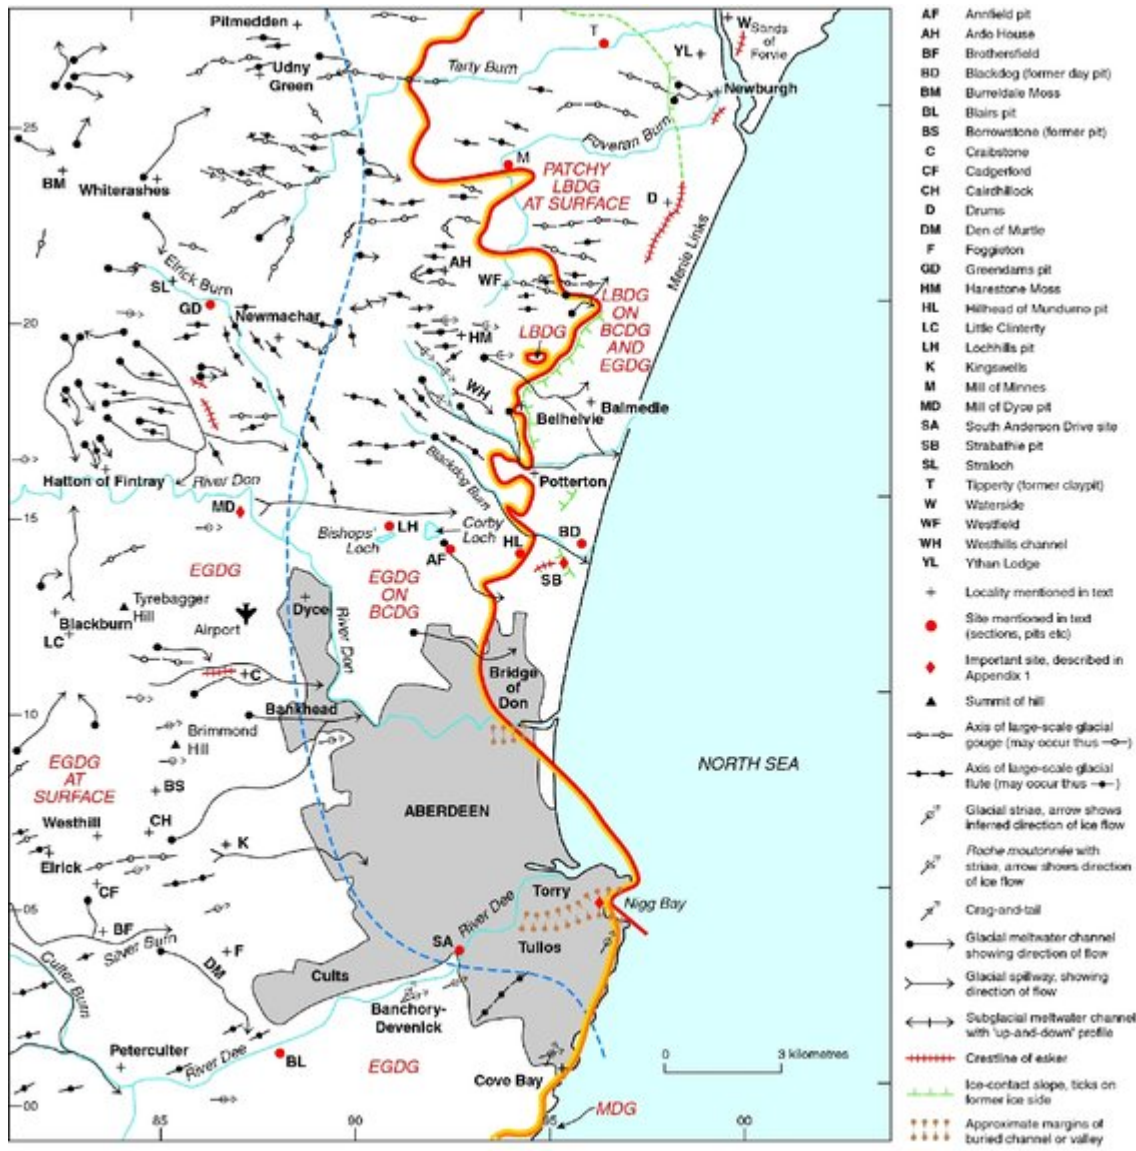 Pitmedden
Udny
Green
Tarty Burn
T
YL
W
Sands
of
Forvie
Newburgh
Foveran Burn
25
BM
Whiterashes
M
PATCHY
LBDG
AT SURFACE
D
Menie Links
Elrick Burn
SL
GD
Newmachar
AH
WF
20
HM
LBDG
LBDG
ON
BCDG
AND
EGDG
WH
Belhelvie
Balmedie
Hatton of Fintray
River Don
Blackdog Burn
Potterton
MD
15
Bishops'
Loch
LH
Corby
Loch
AF
HL
BD
SB
EGDG
EGDG
ON
BCDG
Tyrebagger
Hill
Blackburn
LC
Airport
Dyce
River Don
C
Bankhead
Bridge
of
Don
10
Brimmond
Hill
EGDG
AT
SURFACE
BS
Westhill
CH
K
Elrick
CF
ABERDEEN
NORTH SEA
05
BF
Silver Burn
F
DM
Culter Burn
Torry
River Dee
Nigg Bay
SA
Tullos
Cults
Banchory-
Devenick
Peterculter
River Dee
BL
EGDG
Cove Bay
0
3 kilometres
MDG
00
85
90
95
00
AF Annfield pit
AH Ardo House
BF Brothersfield
BD Blackdog (former day pit)
BM Burreldale Moss
BL Blairs pit
BS Borrowstone (former pit)
C Craibstone
CF Cadgerford
CH Cairdhillock
D Drums
DM Den of Murtle
F Foggieton
GD Greendams pit
HM Harestone Moss
HL Hillhead of Mundurno pit
LC Little Clinterty
LH Lochhills pit
K Kingswells
M Mill of Minnes
MD Mill of Dyce pit
SA South Anderson Drive site
SB Strabathie pit
SL Straloch
T Tipperty (former claypit)
W Waterside
WF Westfield
WH Westhills channel
YL Ythan Lodge
Locality mentioned in text
Site mentioned in text
(sections, pits etc)
Important site, described in
Appendix 1
Summit of hill
Axis of large-scale glacial
gouge (may occur thus )
Axis of large-scale glacial
flute (may occur thus )
Glacial striae, arrow shows
inferred direction of ice flow
Roche moutonnée with
striae, arrow shows direction
of ice flow
Crag-and-tail
Glacial meltwater channel
showing direction of flow
Glacial spillway, showing
direction of flow
Subglacial meltwater channel
with 'up-and-down' profile
Crestline of esker
Ice-contact slope, ticks on
former ice side
Approximate margins of
buried channel or valley